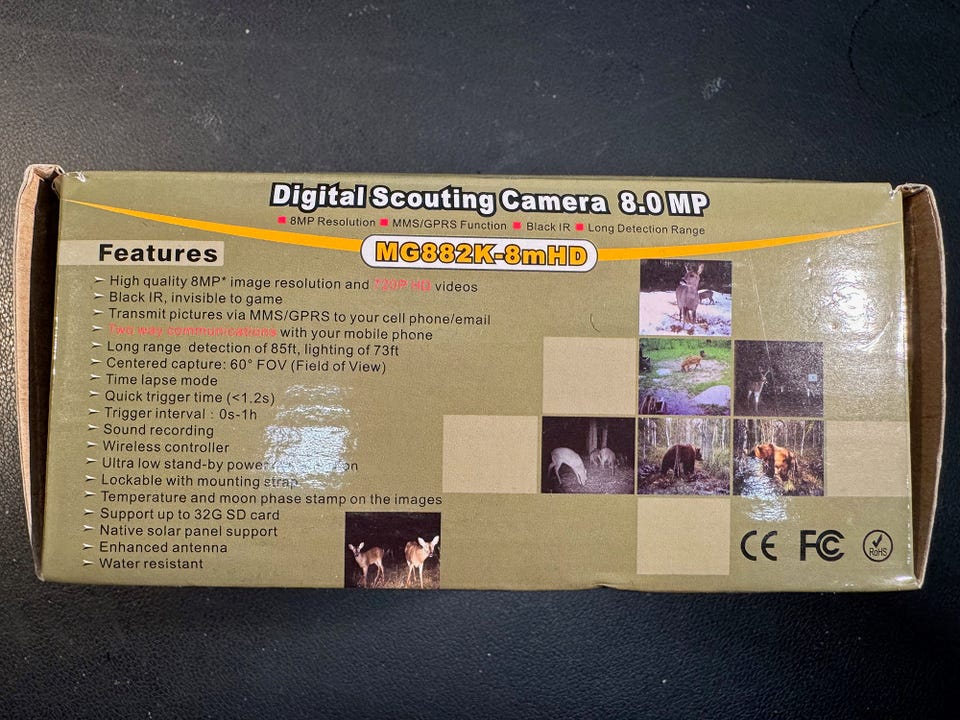 Digital Scouting Camera 8.0 MP
8MP Resolution MMS/GPRS Function Black IR Long Detection Range
MG882K-8mHD
Features
High quality 8MP* image resolution and 720P HD videos
Black IR, invisible to game
Transmit pictures via MMS/GPRS to your cell phone/email
Two-way communications with your mobile phone
Long range detection of 85ft, lighting of 73ft
Centered capture: 60° FOV (Field of View)
Time lapse mode
Quick trigger time (<1.2s)
Trigger interval : 0s-1h
Sound recording
Wireless controller
Ultra low stand-by power
Lockable with mounting strap
Temperature and moon phase stamp on the images
Support up to 32G SD card
Native solar panel support
Enhanced antenna
Water resistant
CE FC RoHS